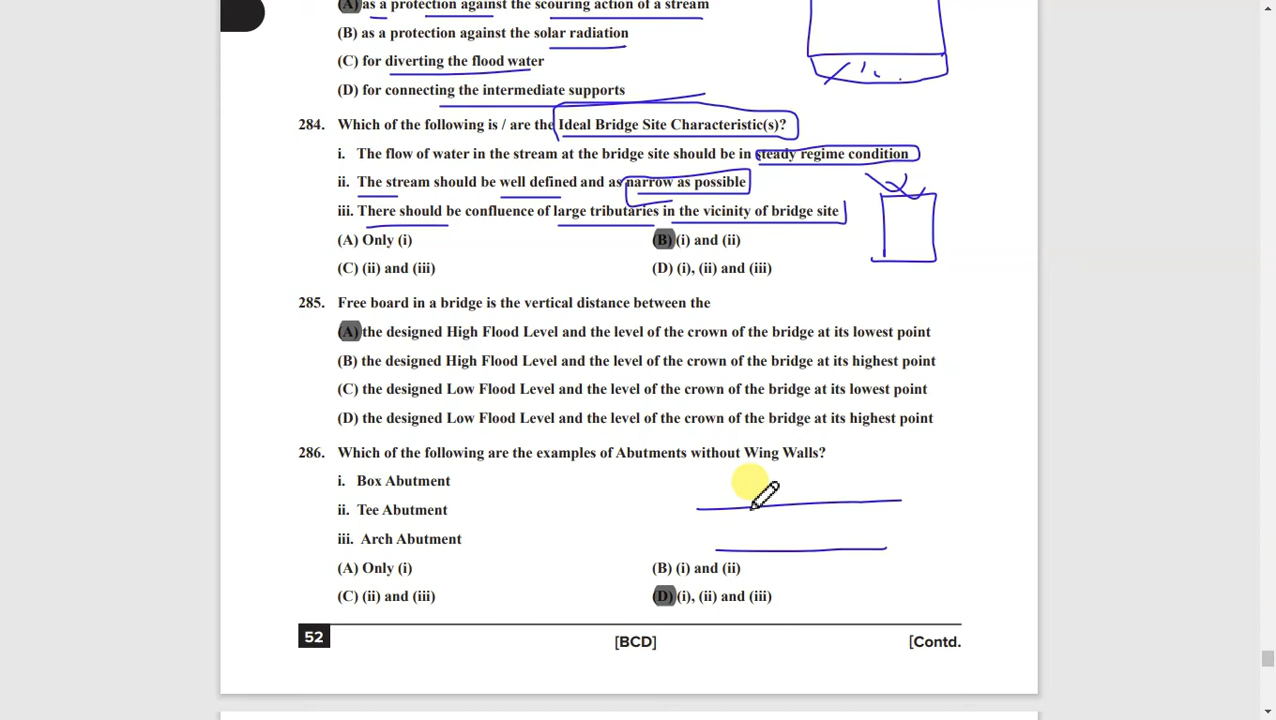 (A) as a protection against the scouring action of a stream
(B) as a protection against the solar radiation
(C) for diverting the flood water
(D) for connecting the intermediate supports
284. Which of the following is / are the Ideal Bridge Site Characteristic(s)?
i. The flow of water in the stream at the bridge site should be in steady regime condition
ii. The stream should be well defined and as narrow as possible
iii. There should be confluence of large tributaries in the vicinity of bridge site
(A) Only (i) (B) (i) and (ii)
(C) (ii) and (iii) (D) (i), (ii) and (iii)
285. Free board in a bridge is the vertical distance between the
(A) the designed High Flood Level and the level of the crown of the bridge at its lowest point
(B) the designed High Flood Level and the level of the crown of the bridge at its highest point
(C) the designed Low Flood Level and the level of the crown of the bridge at its lowest point
(D) the designed Low Flood Level and the level of the crown of the bridge at its highest point
286. Which of the following are the examples of Abutments without Wing Walls?
i. Box Abutment
ii. Tee Abutment
iii. Arch Abutment
(A) Only (i) (B) (i) and (ii)
(C) (ii) and (iii) (D) (i), (ii) and (iii)
52 [BCD] [Contd.